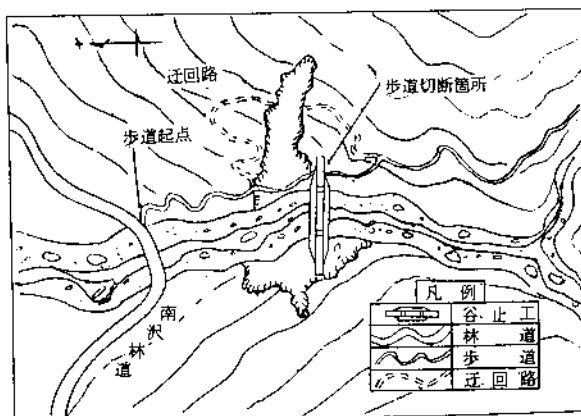 迂回路
歩道切断箇所
歩道起点
南沢林道
凡例
谷止工
林道
歩道
迂回路